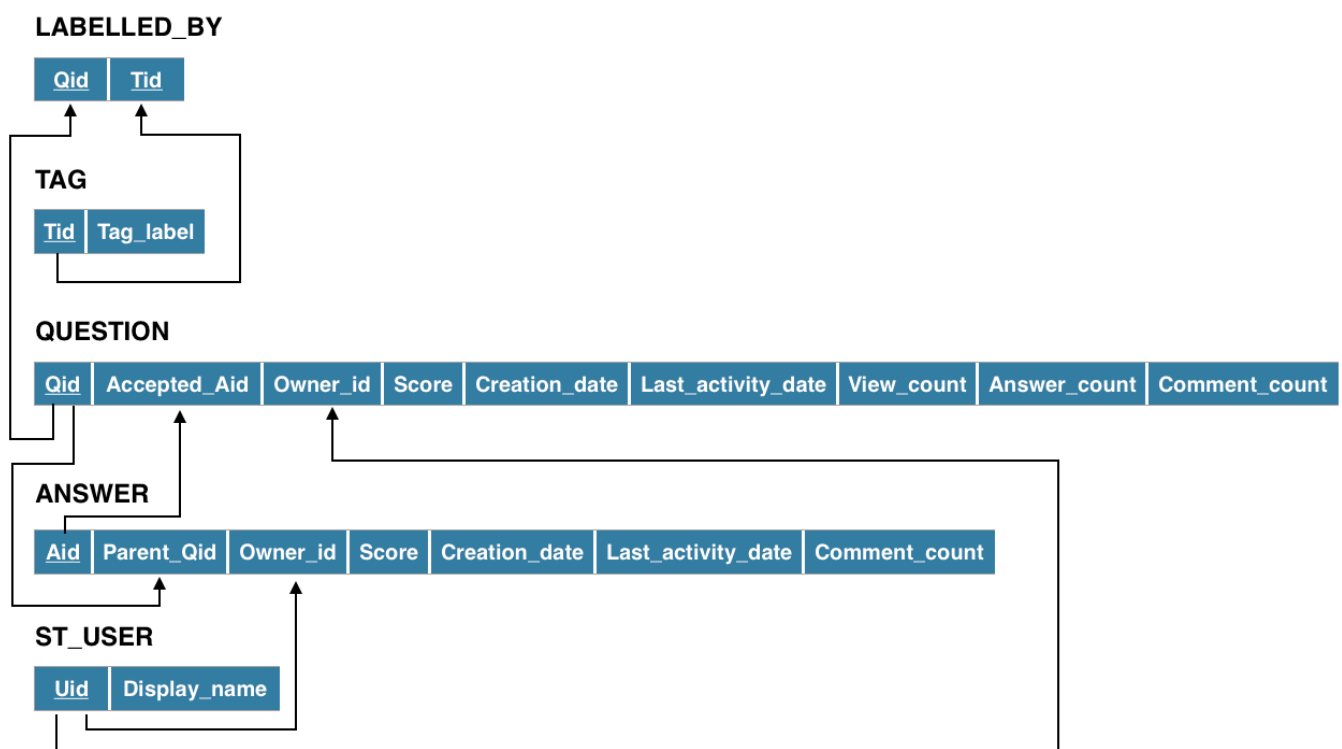 LABELLED_BY
Qid Tid
TAG
Tid Tag_label
QUESTION
Qid Accepted_Aid Owner_id Score Creation_date Last_activity_date View_count Answer_count Comment_count
ANSWER
Aid Parent_Qid Owner_id Score Creation_date Last_activity_date Comment_count
ST_USER
Uid Display_name